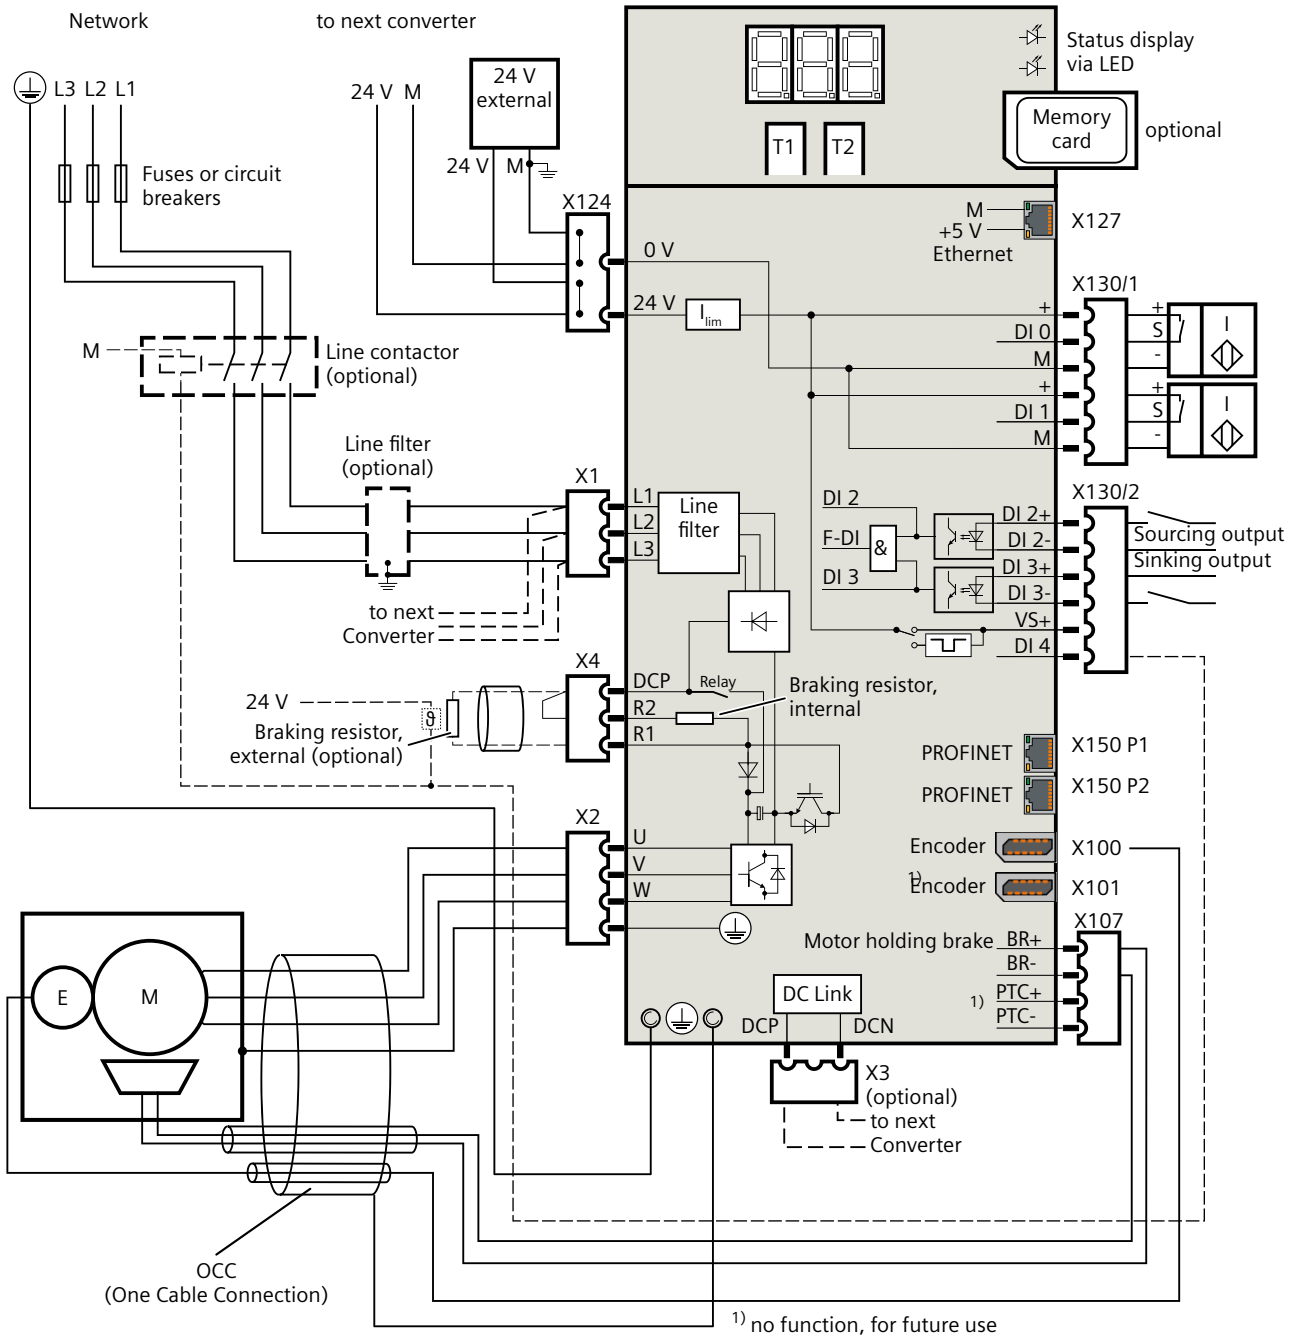 Network
to next converter
L3 L2 L1
24 V M
24 V
external
24 V M
Fuses or circuit
breakers
Status display
via LED
Memory
card
optional
T1
T2
X124
0 V
24 V
I lim
M
+5 V
Ethernet
X127
X130/1
+
DI 0
M
+
DI 1
M
+
S
-
I
+
S
-
I
M
Line contactor
(optional)
Line filter
(optional)
X1
L1
L2
L3
Line
filter
to next
Converter
X130/2
DI 2
F-DI
&
DI 3
DI 2+
DI 2-
DI 3+
DI 3-
VS+
DI 4
Sourcing output
Sinking output
X4
DCP
R2
R1
Relay
Braking resistor,
internal
24 V
ϑ
Braking resistor,
external (optional)
PROFINET
X150 P1
PROFINET
X150 P2
X2
U
V
W
Encoder
X100
1)
Encoder
X101
X107
Motor holding brake
BR+
BR-
1)
PTC+
PTC-
E
M
DC Link
DCP
DCN
X3
(optional)
to next
Converter
OCC
(One Cable Connection)
1) no function, for future use